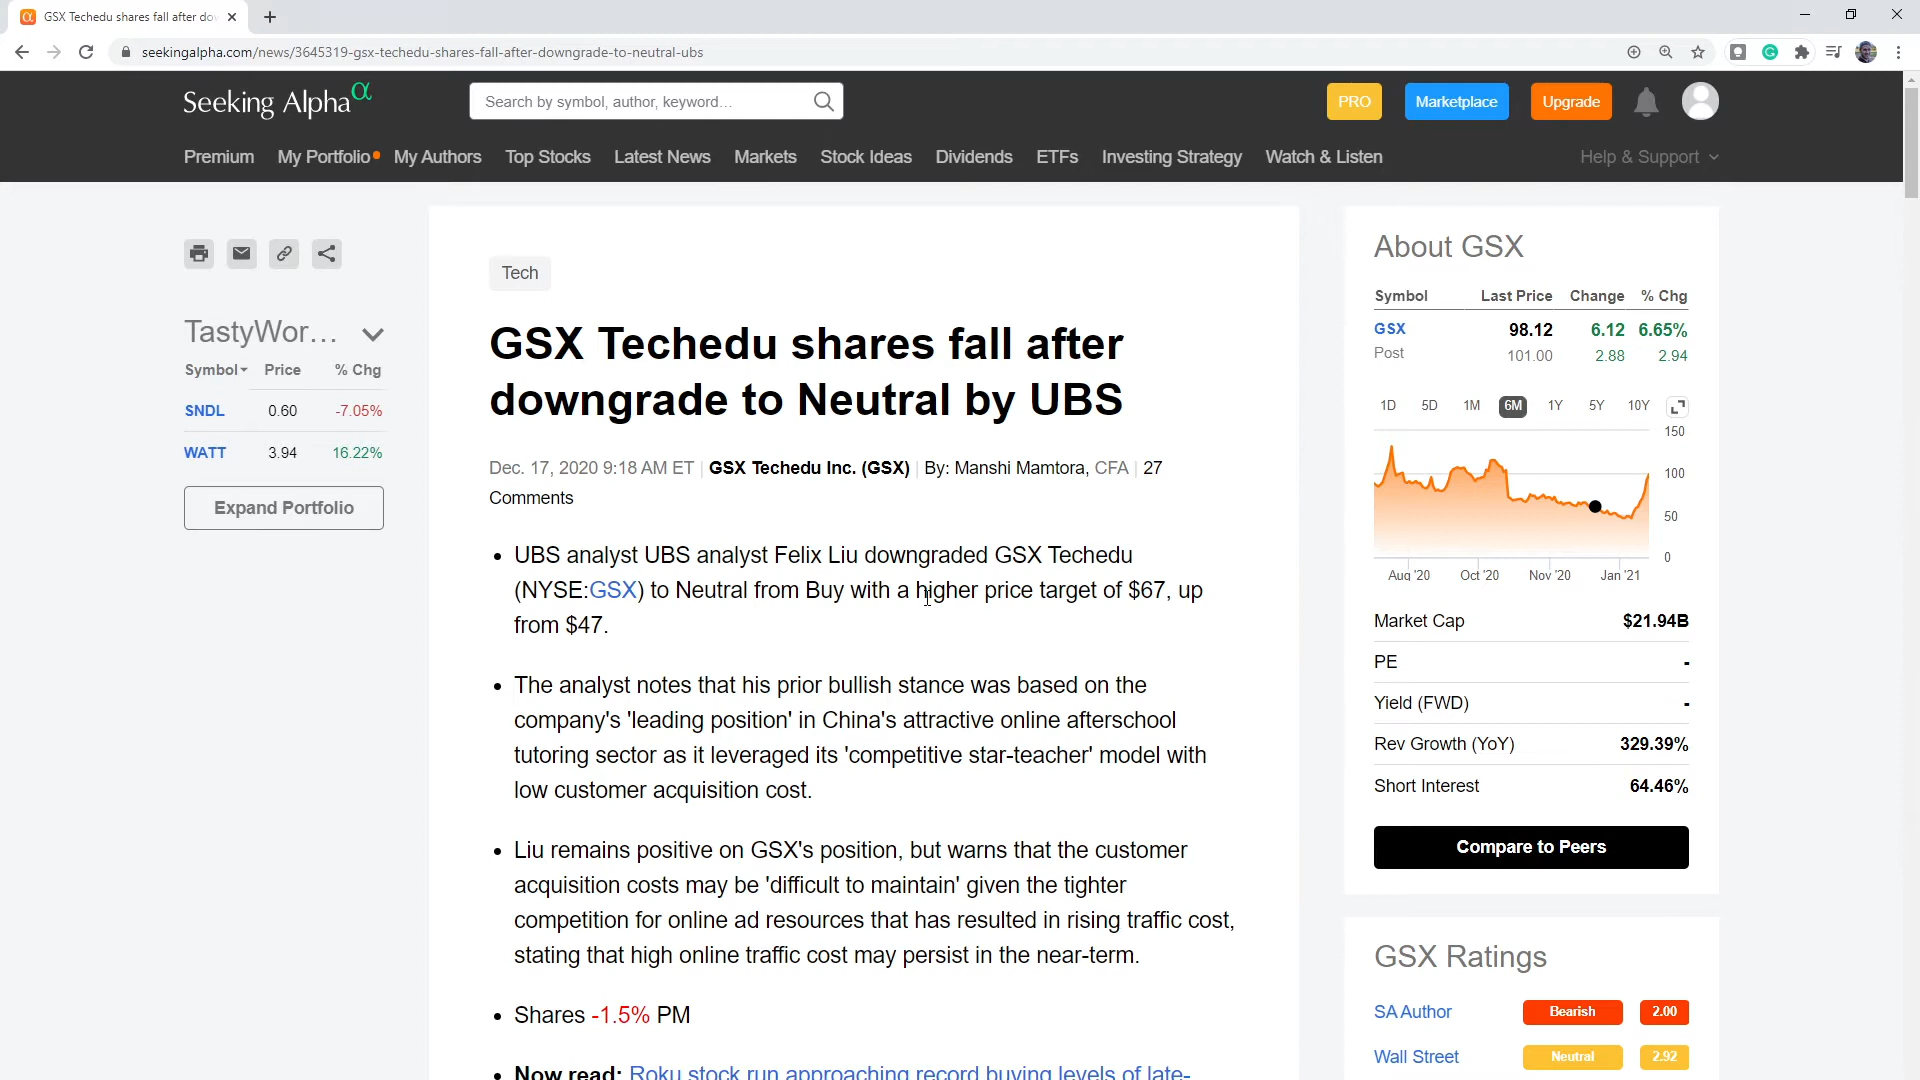 GSX Techedu shares fall after do
seekingalpha.com/news/3645319-gsx-techedu-shares-fall-after-downgrade-to-neutral-ubs
Seeking Alpha α
Search by symbol, author, keyword...
PRO
Marketplace
Upgrade
Premium My Portfolio My Authors Top Stocks Latest News Markets Stock Ideas Dividends ETFs Investing Strategy Watch & Listen Help & Support
TastyWor...
Symbol Price % Chg
SNDL 0.60 -7.05%
WATT 3.94 16.22%
Expand Portfolio
Tech
GSX Techedu shares fall after
downgrade to Neutral by UBS
Dec. 17, 2020 9:18 AM ET | GSX Techedu Inc. (GSX) | By: Manshi Mamtora, CFA | 27
Comments
• UBS analyst UBS analyst Felix Liu downgraded GSX Techedu
(NYSE:GSX) to Neutral from Buy with a higher price target of $67, up
from $47.
• The analyst notes that his prior bullish stance was based on the
company's 'leading position' in China's attractive online afterschool
tutoring sector as it leveraged its 'competitive star-teacher' model with
low customer acquisition cost.
• Liu remains positive on GSX's position, but warns that the customer
acquisition costs may be 'difficult to maintain' given the tighter
competition for online ad resources that has resulted in rising traffic cost,
stating that high online traffic cost may persist in the near-term.
• Shares -1.5% PM
• Now read: Roku stock run approaching record buying levels of late-
About GSX
Symbol Last Price Change % Chg
GSX 98.12 6.12 6.65%
Post 101.00 2.88 2.94
1D 5D 1M 6M 1Y 5Y 10Y
150
100
50
0
Aug '20 Oct '20 Nov '20 Jan '21
Market Cap $21.94B
PE -
Yield (FWD) -
Rev Growth (YoY) 329.39%
Short Interest 64.46%
Compare to Peers
GSX Ratings
SA Author Bearish 2.00
Wall Street Neutral 2.92